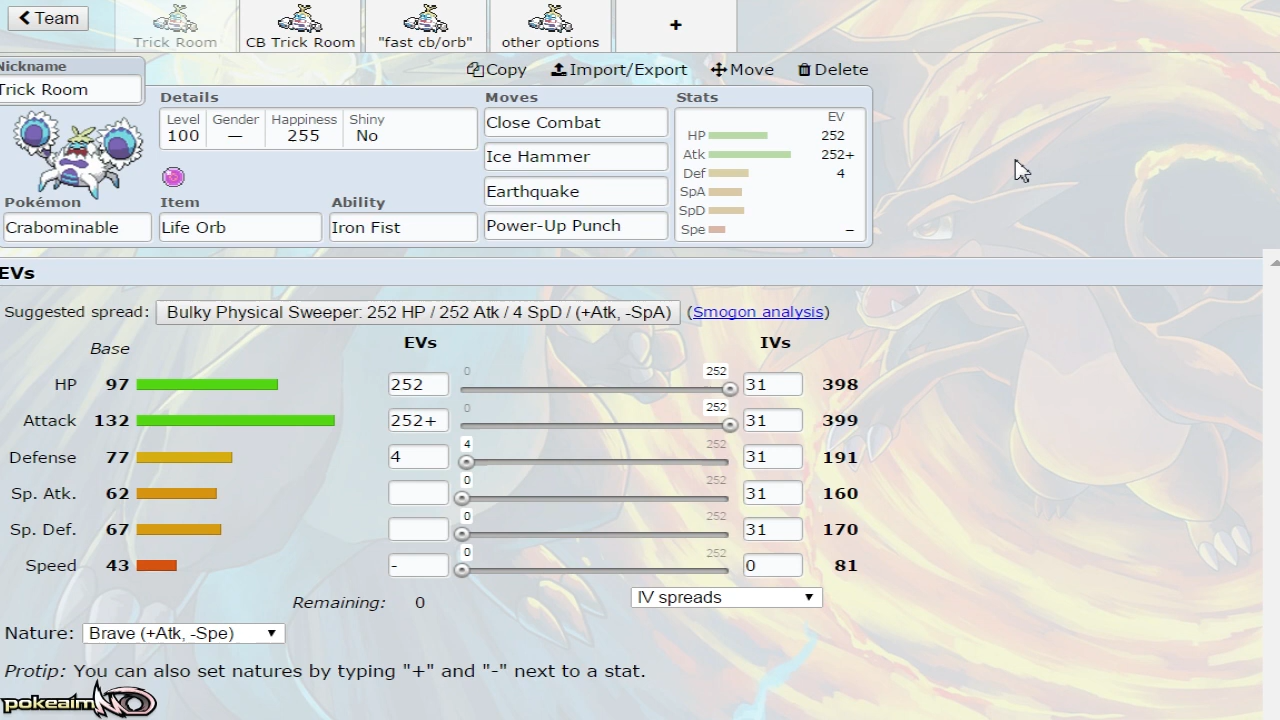 Team
Trick Room
CB Trick Room
"fast cb/orb"
other options
+
Copy Import/Export Move Delete
Nickname
Trick Room
Details
Level Gender Happiness Shiny
100 — 255 No
Pokémon
Crabominable
Item
Life Orb
Ability
Iron Fist
Moves
Close Combat
Ice Hammer
Earthquake
Power-Up Punch
Stats
EV
HP 252
Atk 252+
Def 4
SpA
SpD
Spe –
EVs
Suggested spread: Bulky Physical Sweeper: 252 HP / 252 Atk / 4 SpD / (+Atk, -SpA) (Smogon analysis)
Base EVs IVs
HP 97 252 0 252 31 398
Attack 132 252+ 0 252 31 399
Defense 77 4 4 252 31 191
Sp. Atk. 62 0 252 31 160
Sp. Def. 67 0 252 31 170
Speed 43 - 0 252 0 81
Remaining: 0
IV spreads
Nature: Brave (+Atk, -Spe)
Protip: You can also set natures by typing "+" and "-" next to a stat.
pokeaimMD